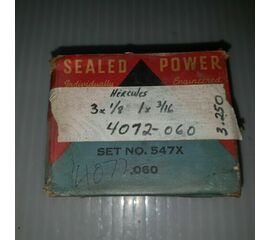 SEALED POWER
Individually Engineered
Hercules
3x 1/8 1x 3/16
4072-060
3.250
SET NO. 547X
.060